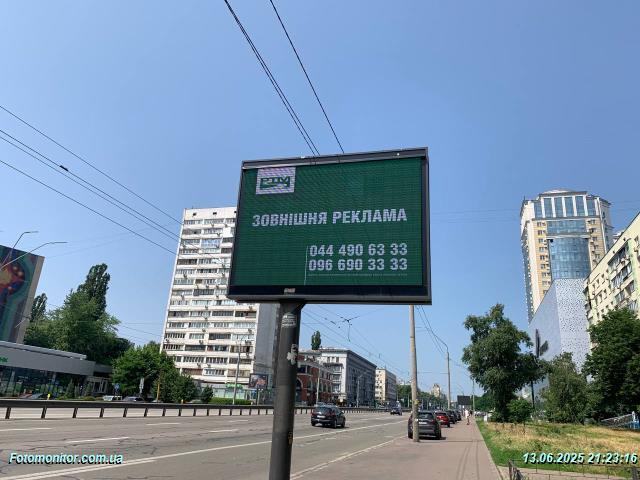 ЗОВНІШНЯ РЕКЛАМА
044 490 63 33
096 690 33 33
Fotomonitor.com.ua
13.06.2025 21:23:16